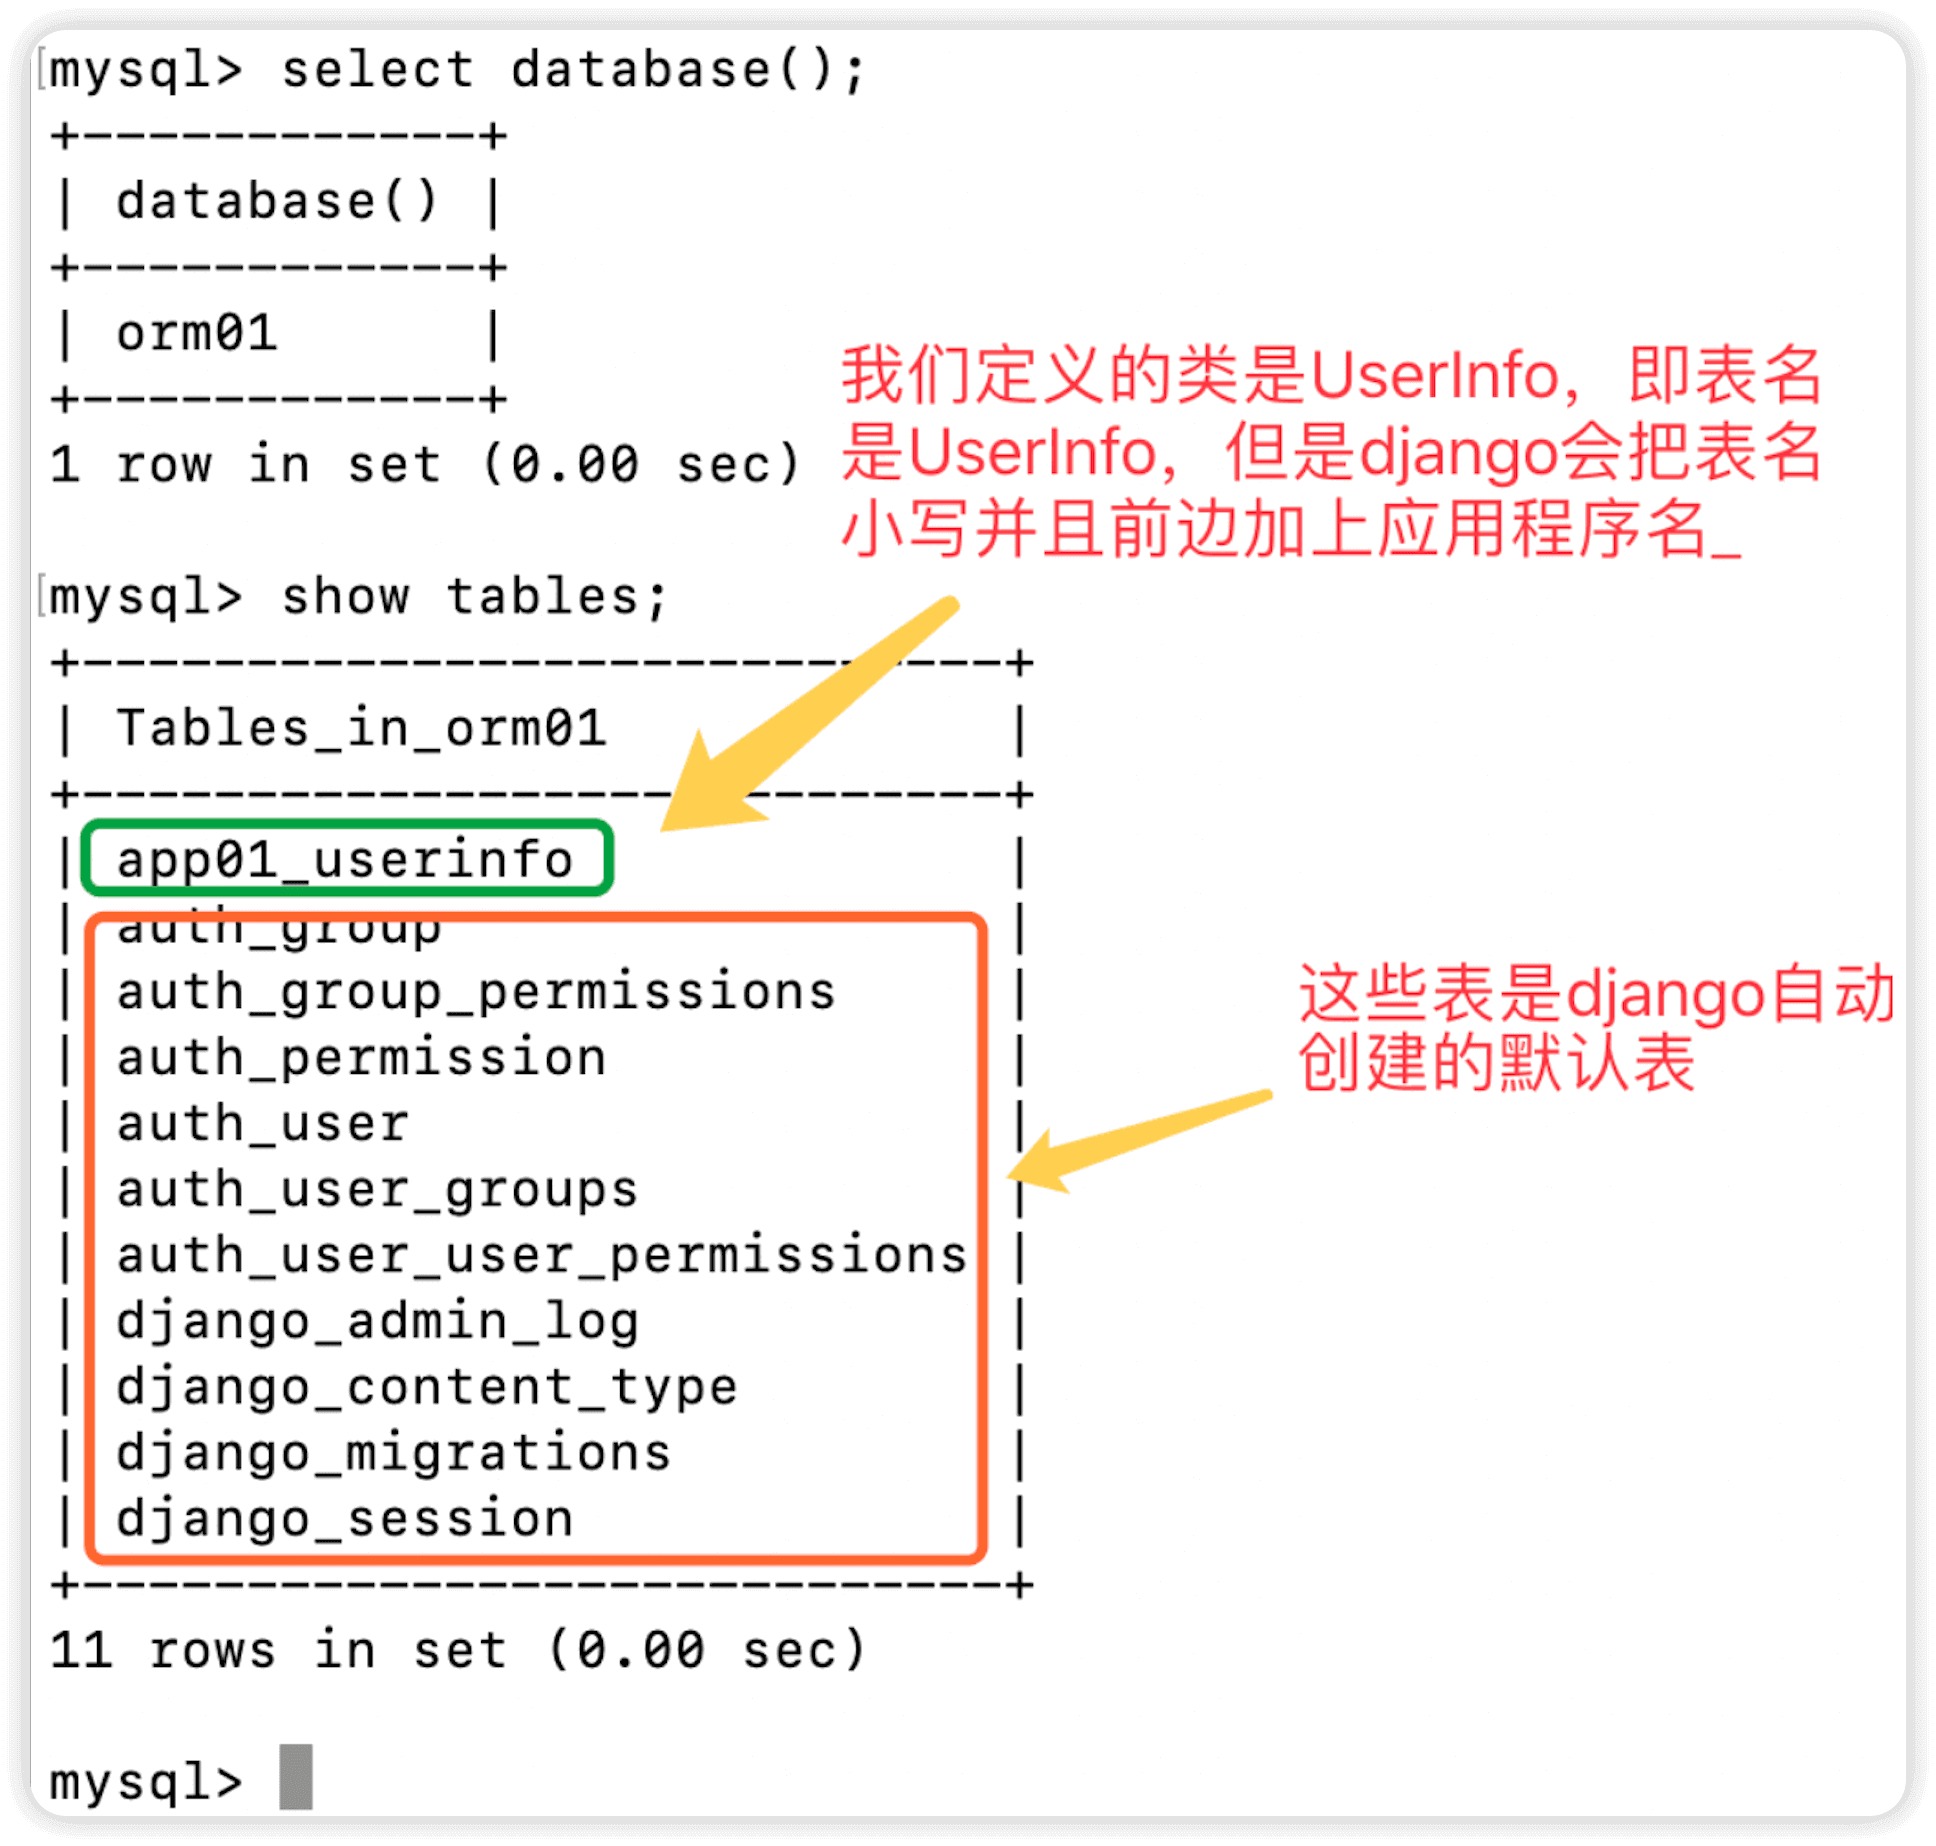 mysql> select database();
+------------+
| database() |
+------------+
| orm01      |
+------------+
1 row in set (0.00 sec)
我们定义的类是UserInfo，即表名
是UserInfo，但是django会把表名
小写并且前边加上应用程序名_
mysql> show tables;
+----------------------------+
| Tables_in_orm01            |
+----------------------------+
| app01_userinfo             |
| auth_group                 |
| auth_group_permissions     |
| auth_permission            |
| auth_user                  |
| auth_user_groups           |
| auth_user_user_permissions |
| django_admin_log           |
| django_content_type        |
| django_migrations          |
| django_session             |
+----------------------------+
这些表是django自动
创建的默认表
11 rows in set (0.00 sec)
mysql>